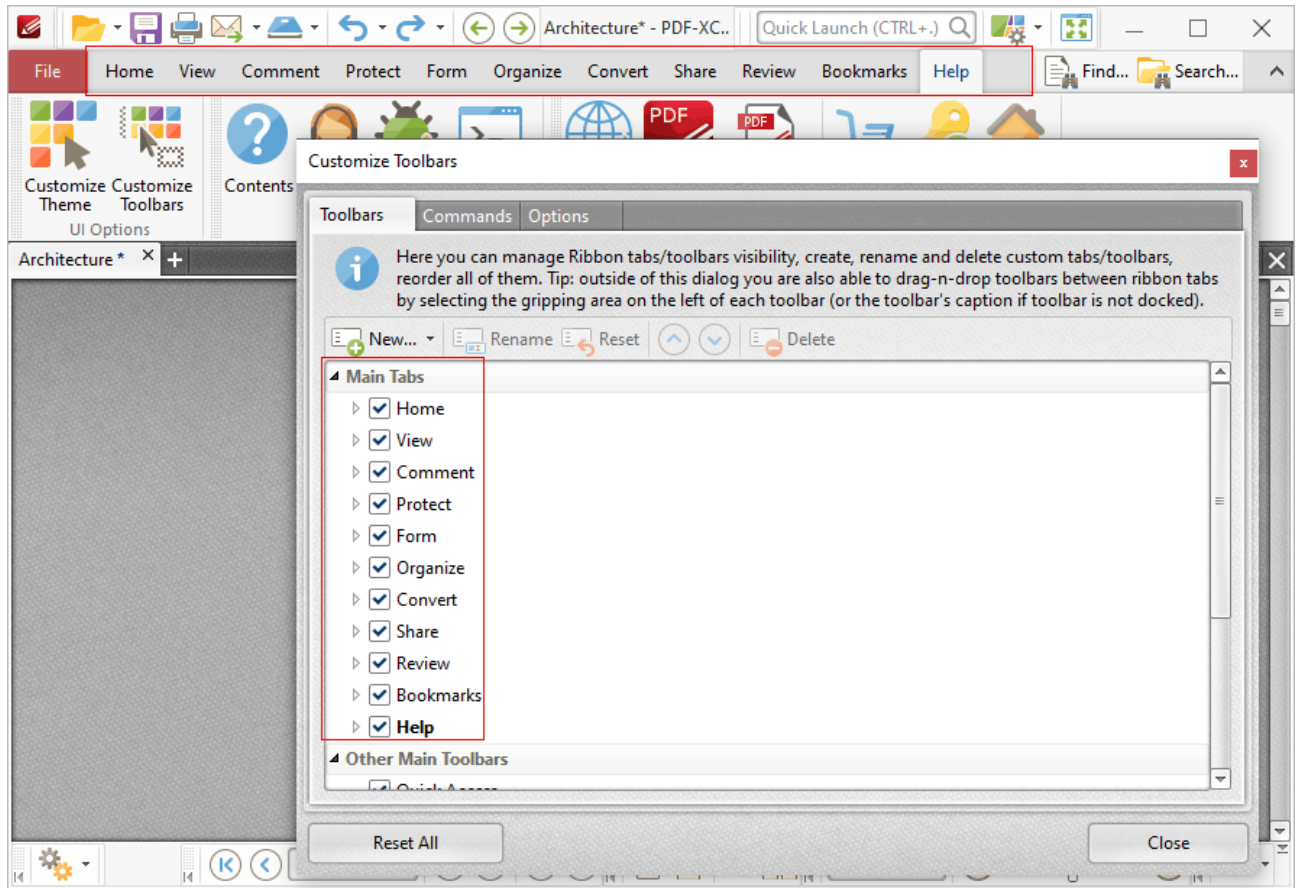 Architecture* - PDF-XC..
Quick Launch (CTRL+.)
File Home View Comment Protect Form Organize Convert Share Review Bookmarks Help Find... Search...
PDF
PDF
Customize Theme
Customize Toolbars
Contents
UI Options
Architecture *
Customize Toolbars
x
Toolbars Commands Options
Here you can manage Ribbon tabs/toolbars visibility, create, rename and delete custom tabs/toolbars,
reorder all of them. Tip: outside of this dialog you are also able to drag-n-drop toolbars between ribbon tabs
by selecting the gripping area on the left of each toolbar (or the toolbar's caption if toolbar is not docked).
New... Rename Reset Delete
Main Tabs
Home
View
Comment
Protect
Form
Organize
Convert
Share
Review
Bookmarks
Help
Other Main Toolbars
Quick Access
Reset All
Close